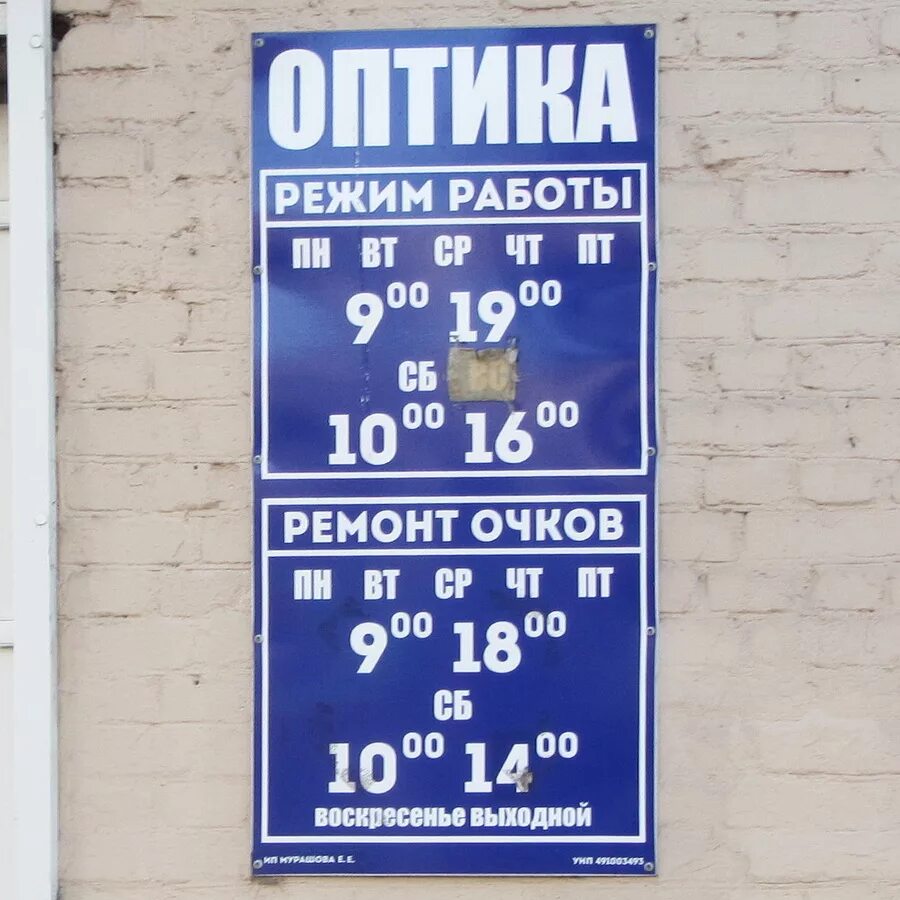 ОПТИКА
РЕЖИМ РАБОТЫ
ПН ВТ СР ЧТ ПТ
9⁰⁰ 19⁰⁰
СБ ВС
10⁰⁰ 16⁰⁰
РЕМОНТ ОЧКОВ
ПН ВТ СР ЧТ ПТ
9⁰⁰ 18⁰⁰
СБ
10⁰⁰ 14⁰⁰
воскресенье выходной
ИП МУРАШОВА Е. Е. УНП 491003493